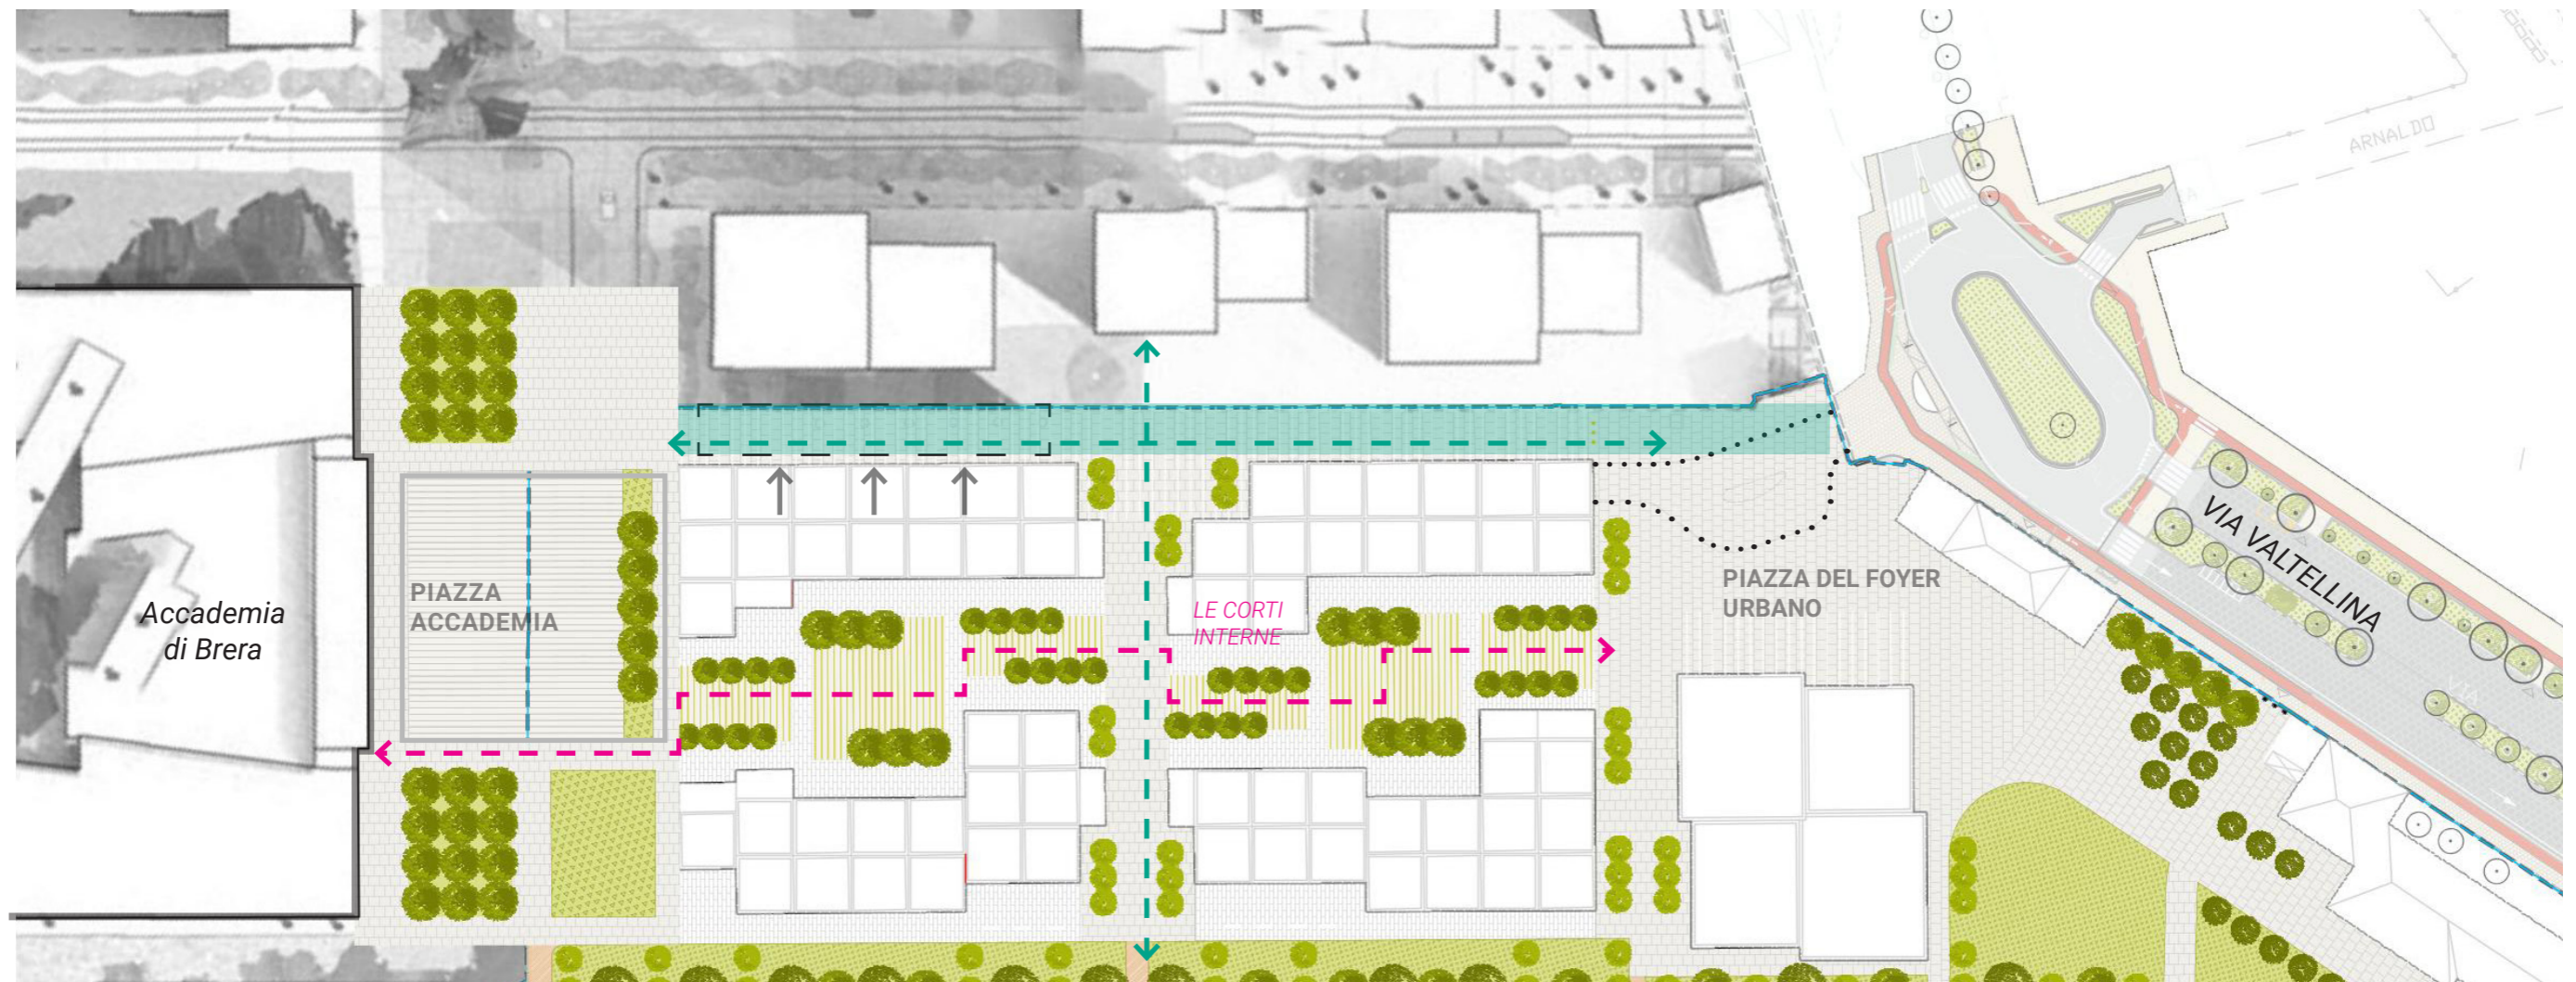 ARNALDO
VIA VALTELLINA
PIAZZA
ACCADEMIA
Accademia
di Brera
LE CORTI
INTERNE
PIAZZA DEL FOYER
URBANO